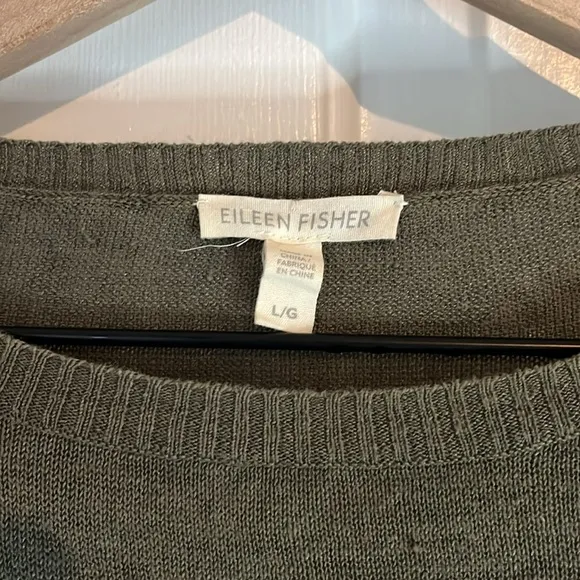 EILEEN FISHER
CHINA /
FABRIQUÉ
EN CHINE
L/G